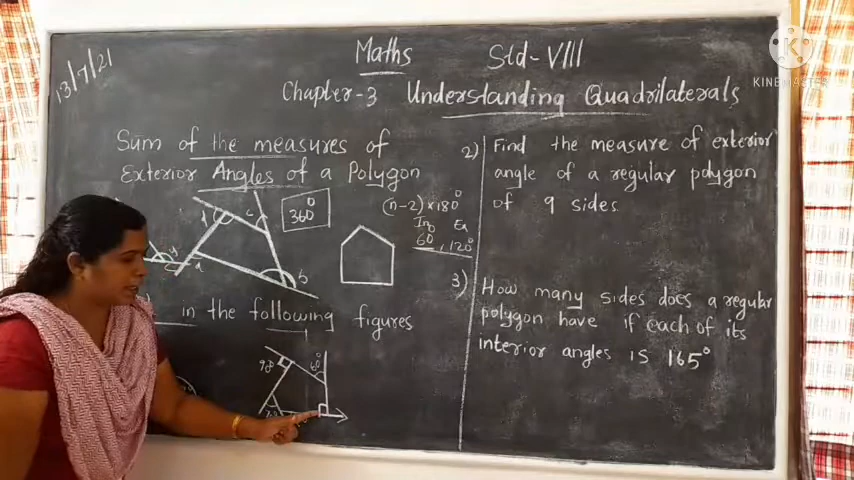 13/7/21
Maths Std-VIII
Chapter-3 Understanding Quadrilaterals
KINEMASTER
Sum of the measures of
Exterior Angles of a Polygon
360°
(n-2)×180°
Ex
60°, 120°
c
b
a
in the following figures
90°
60°
2) Find the measure of exterior
angle of a regular polygon
of 9 sides
3) How many sides does a regular
polygon have if each of its
interior angles is 165°